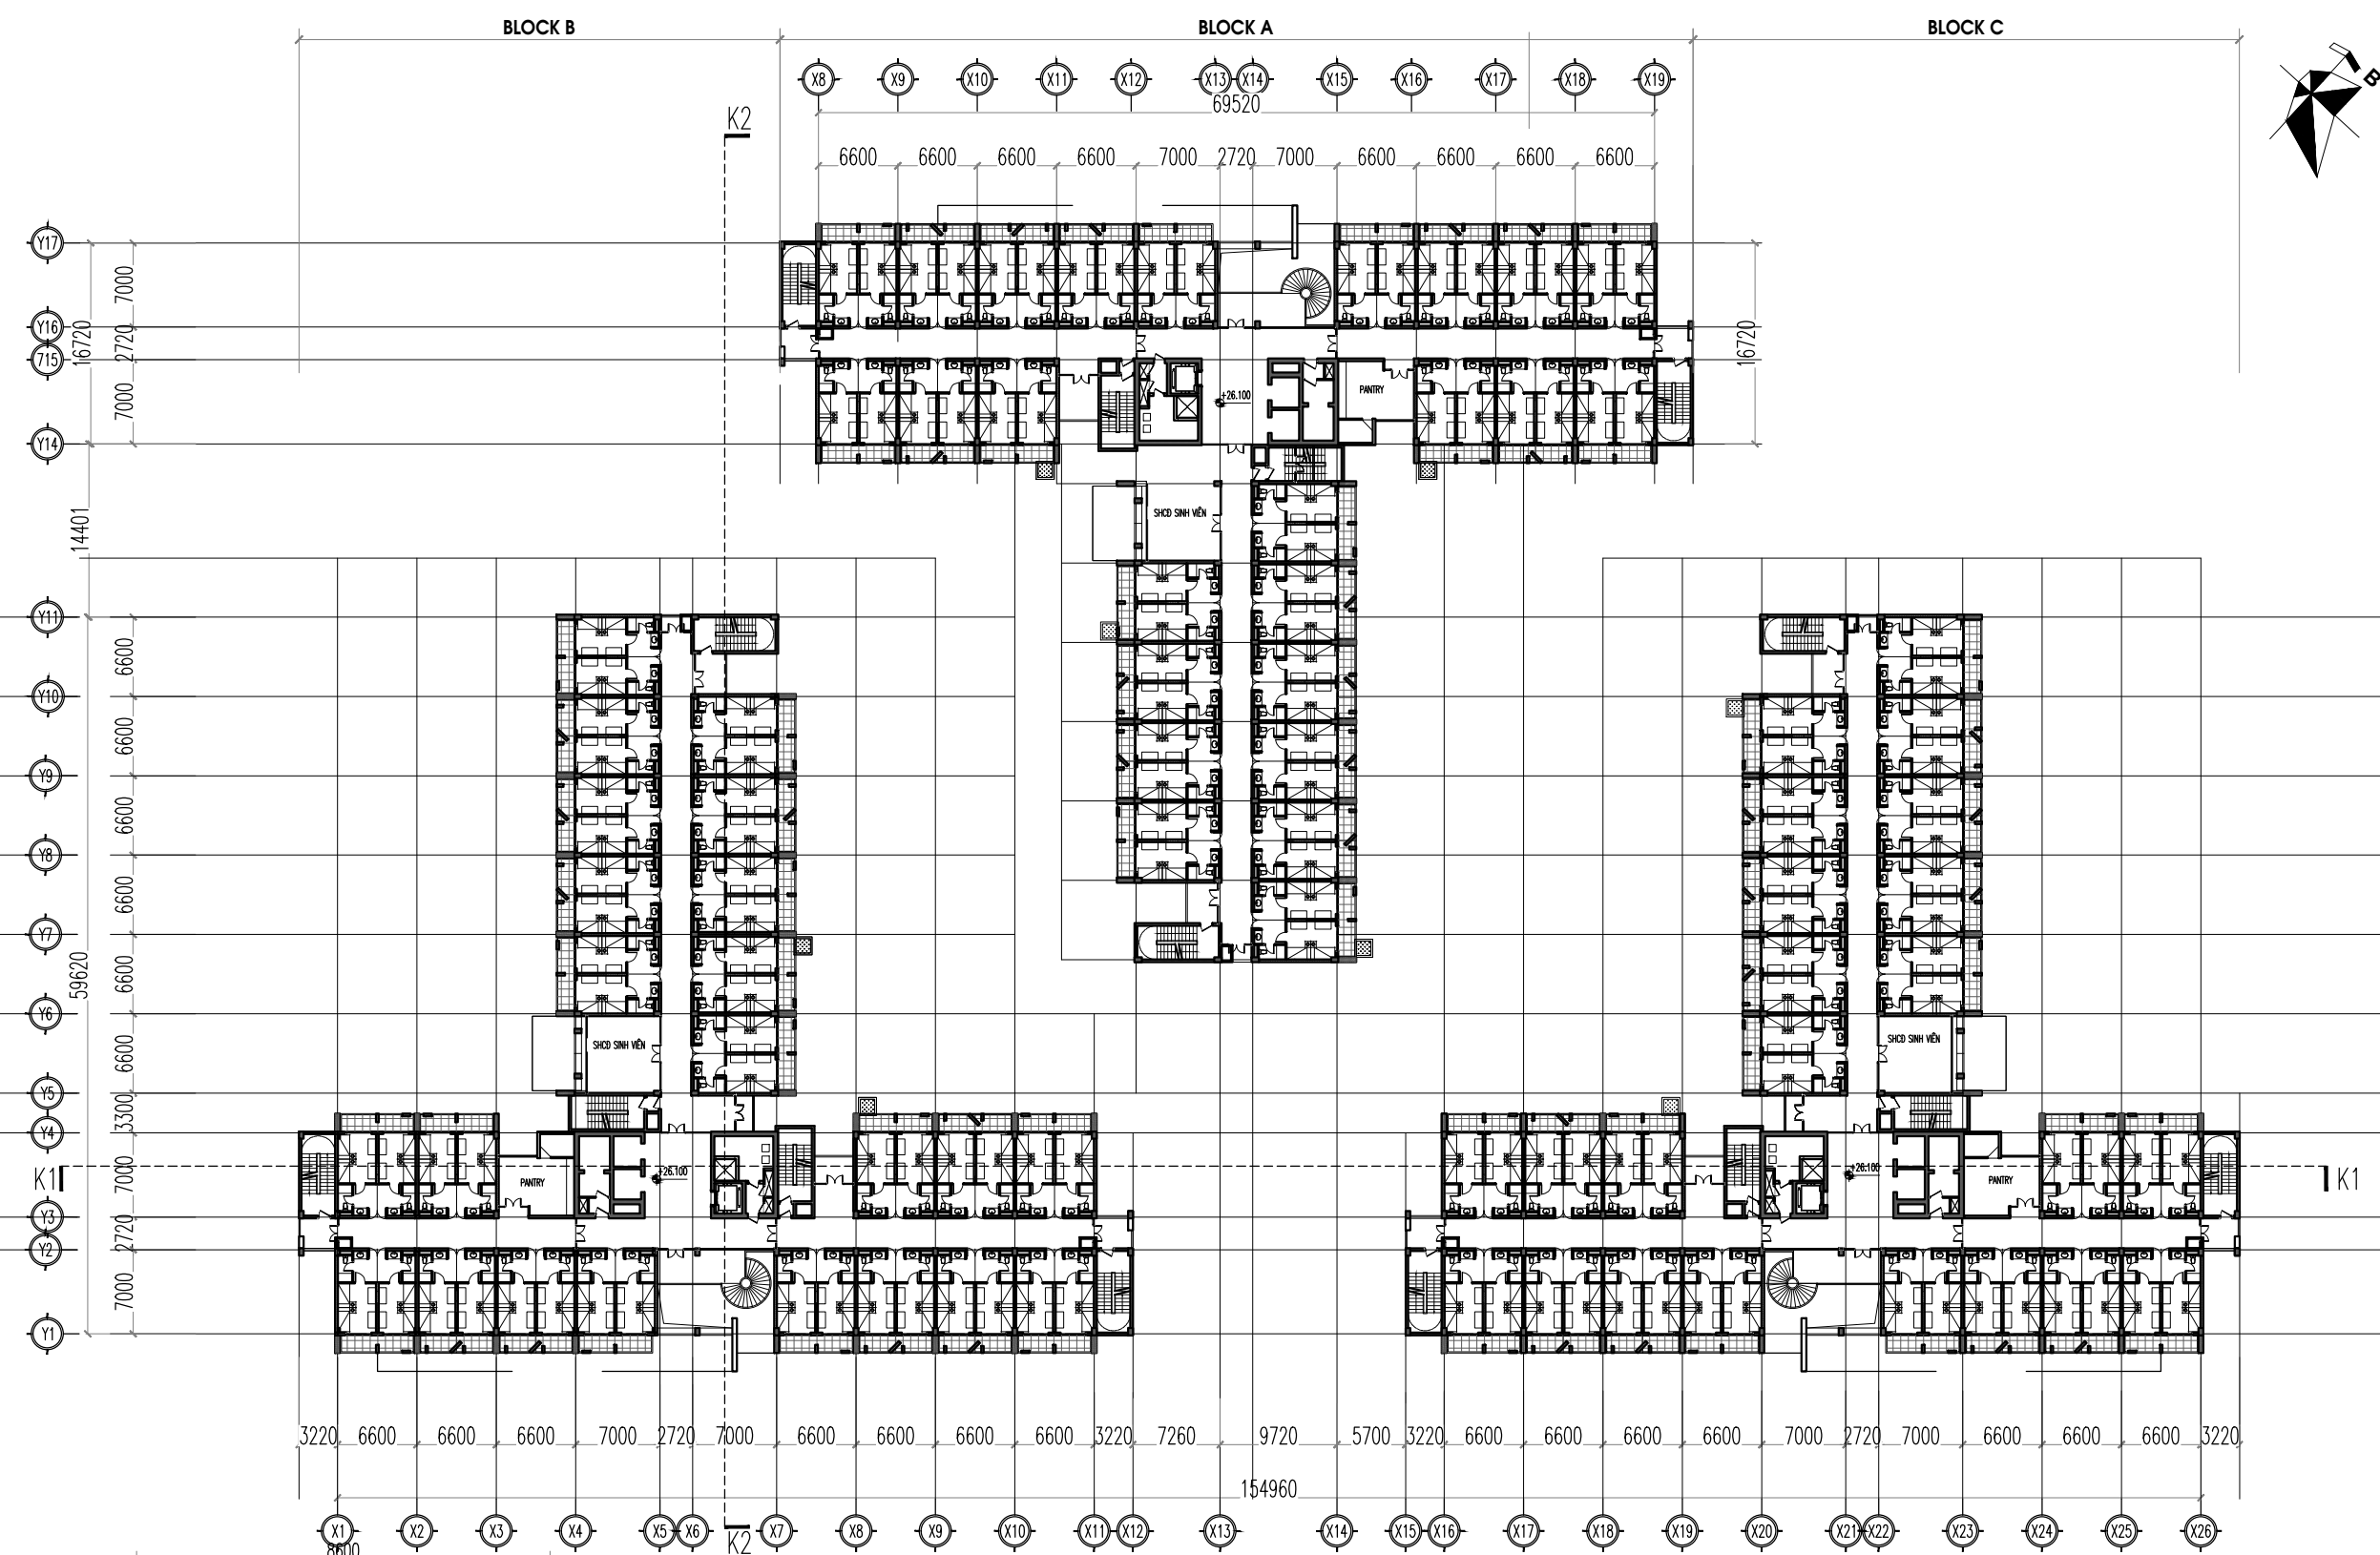 BLOCK B BLOCK A BLOCK C
B
X8 X9 X10 X11 X12 X13 X14 X15 X16 X17 X18 X19
69520
K2
6600 6600 6600 6600 7000 2720 7000 6600 6600 6600 6600
Y17
7000
Y16
16720 2720 16720
715
7000
PANTRY
+26.100
Y14
14401
SHCD SINH VIÊN
Y11
6600
Y10
6600
Y9
6600
Y8
6600
Y7
59620
6600
Y6
6600
SHCD SINH VIÊN SHCD SINH VIÊN
Y5
3300
Y4
K1 7000 PANTRY +26.100 +26.100 PANTRY K1
Y3
2720
Y2
7000
Y1
3220 6600 6600 6600 7000 2720 7000 6600 6600 6600 6600 3220 7260 9720 5700 3220 6600 6600 6600 6600 7000 2720 7000 6600 6600 6600 3220
154960
X1 X2 X3 X4 X5 X6 X7 X8 X9 X10 X11 X12 X13 X14 X15 X16 X17 X18 X19 X20 X21 X22 X23 X24 X25 X26
8600 K2